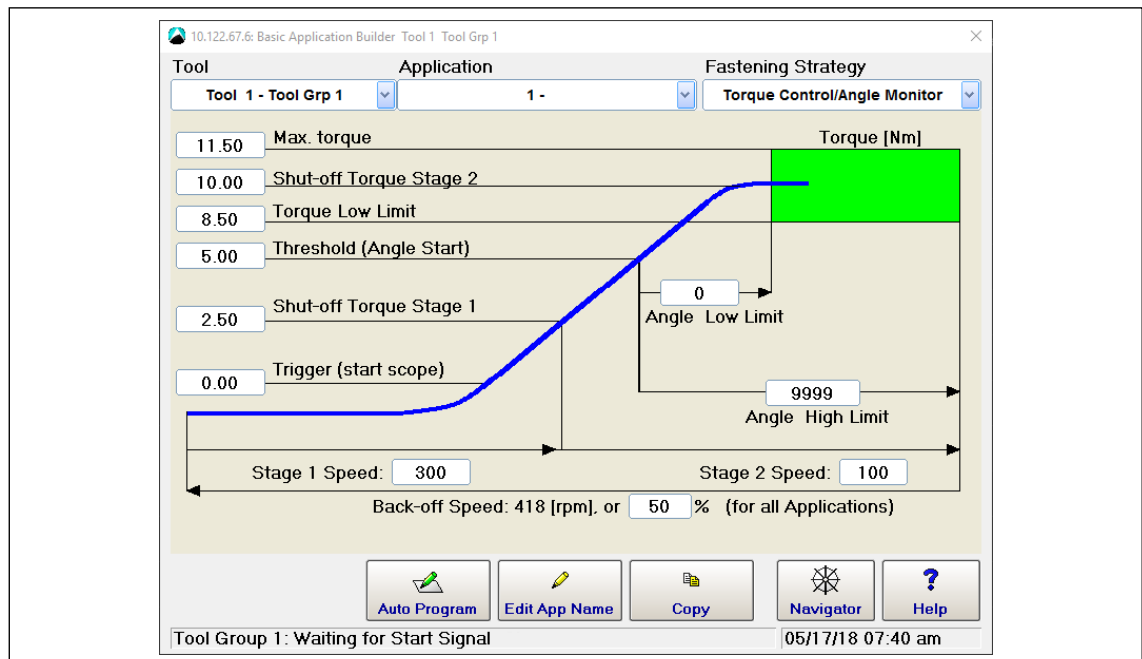 10.122.67.6: Basic Application Builder Tool 1 Tool Grp 1
Tool Application Fastening Strategy
Tool 1 - Tool Grp 1 1 - Torque Control/Angle Monitor
11.50 Max. torque Torque [Nm]
10.00 Shut-off Torque Stage 2
8.50 Torque Low Limit
5.00 Threshold (Angle Start)
0
Angle Low Limit
2.50 Shut-off Torque Stage 1
0.00 Trigger (start scope)
9999
Angle High Limit
Stage 1 Speed: 300 Stage 2 Speed: 100
Back-off Speed: 418 [rpm], or 50 % (for all Applications)
Auto Program Edit App Name Copy Navigator Help
Tool Group 1: Waiting for Start Signal 05/17/18 07:40 am